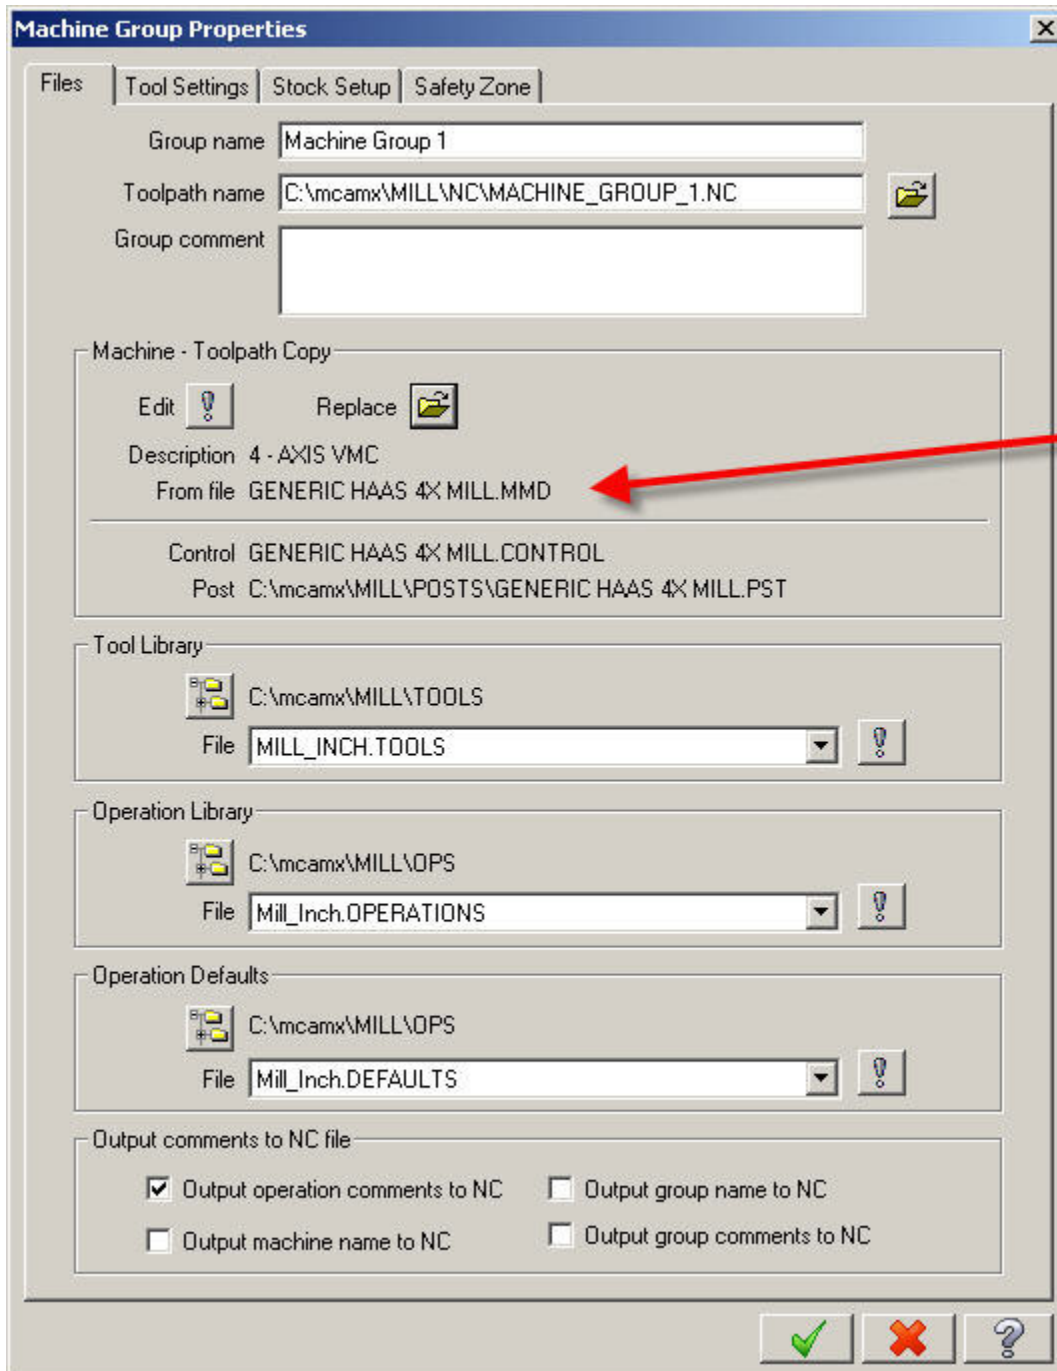 Machine Group Properties
Files Tool Settings Stock Setup Safety Zone
Group name Machine Group 1
Toolpath name C:\mcamx\MILL\NC\MACHINE_GROUP_1.NC
Group comment
Machine - Toolpath Copy
Edit Replace
Description 4 - AXIS VMC
From file GENERIC HAAS 4X MILL.MMD
Control GENERIC HAAS 4X MILL.CONTROL
Post C:\mcamx\MILL\POSTS\GENERIC HAAS 4X MILL.PST
Tool Library
C:\mcamx\MILL\TOOLS
File MILL_INCH.TOOLS
Operation Library
C:\mcamx\MILL\OPS
File Mill_Inch.OPERATIONS
Operation Defaults
C:\mcamx\MILL\OPS
File Mill_Inch.DEFAULTS
Output comments to NC file
Output operation comments to NC Output group name to NC
Output machine name to NC Output group comments to NC